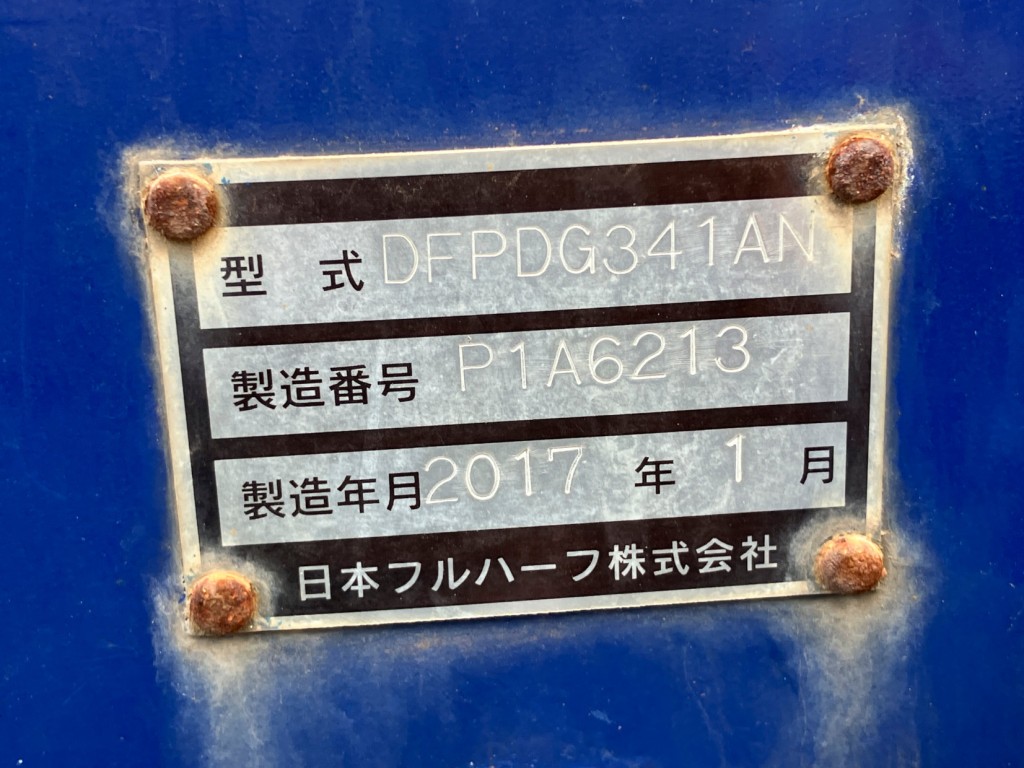 型 式 DFPDG341AN
製造番号 P1A6213
製造年月 2017 年 1 月
日本フルハーフ株式会社